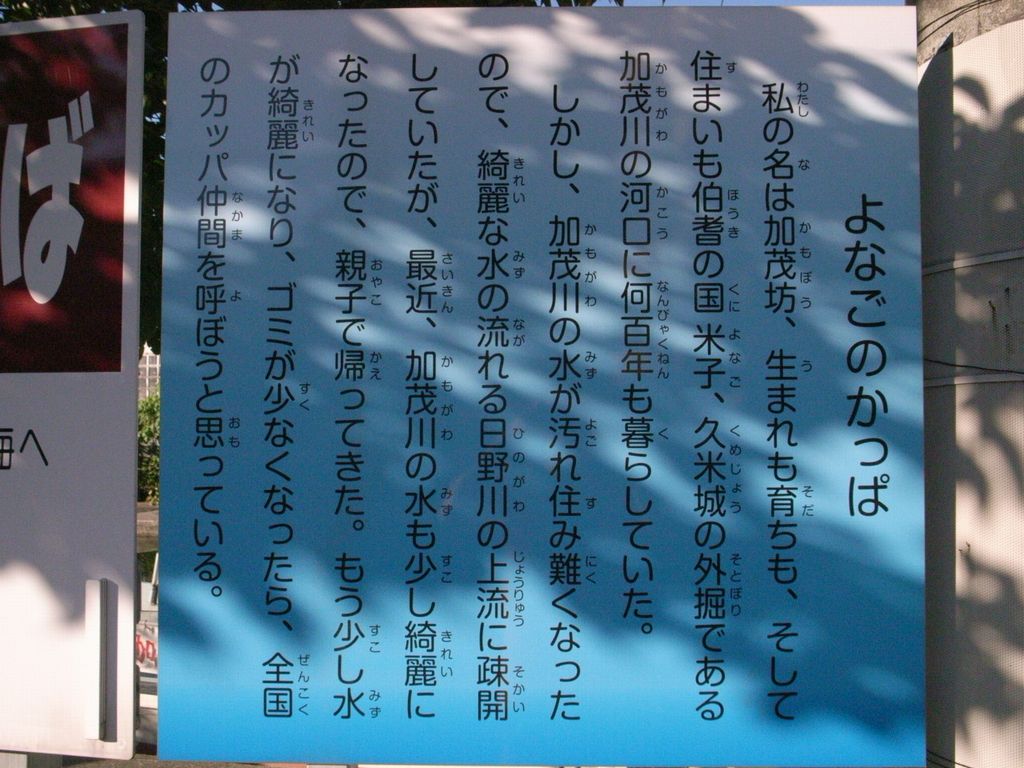 よなごのかっぱ
私の名は加茂坊、生まれも育ちも、そして
住まいも伯耆の国 米子、久米城の外掘である
加茂川の河口に何百年も暮らしていた。
しかし、加茂川の水が汚れ住み難くなった
ので、綺麗な水の流れる日野川の上流に疎開
していたが、最近、加茂川の水も少し綺麗に
なったので、親子で帰ってきた。もう少し水
が綺麗になり、ゴミが少なくなったら、全国
のカッパ仲間を呼ぼうと思っている。
ば
へ